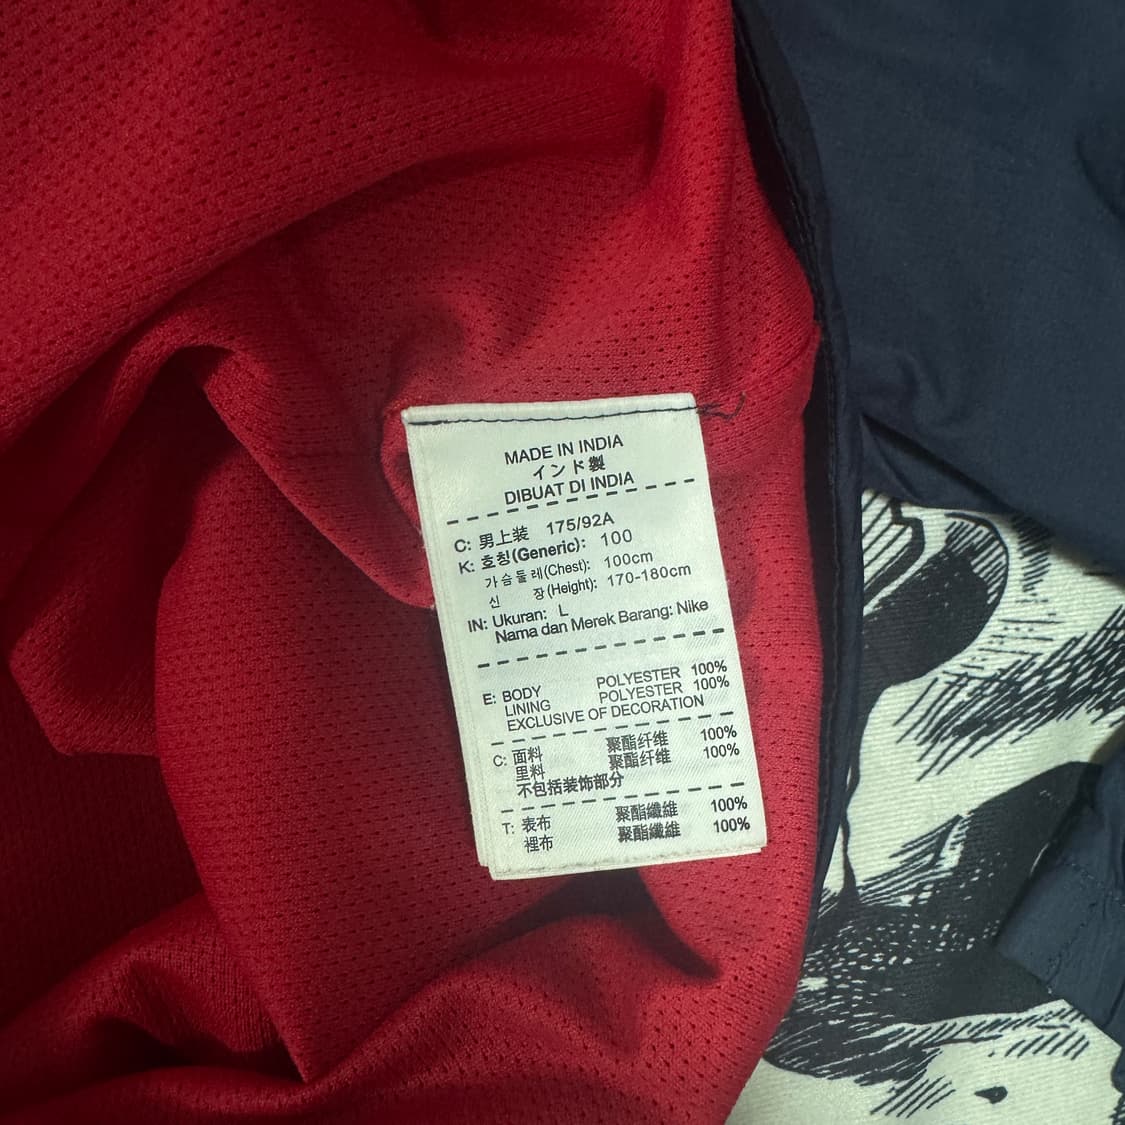 MADE IN INDIA
インド製
DIBUAT DI INDIA
C: 男上装 175/92A
K: 호칭(Generic): 100
가슴둘레(Chest): 100cm
신 장(Height): 170-180cm
IN: Ukuran: L
Nama dan Merek Barang: Nike
E: BODY POLYESTER 100%
LINING POLYESTER 100%
EXCLUSIVE OF DECORATION
C: 面料 聚酯纤维 100%
里料 聚酯纤维 100%
不包括装饰部分
T: 表布 聚酯纖維 100%
裡布 聚酯纖維 100%